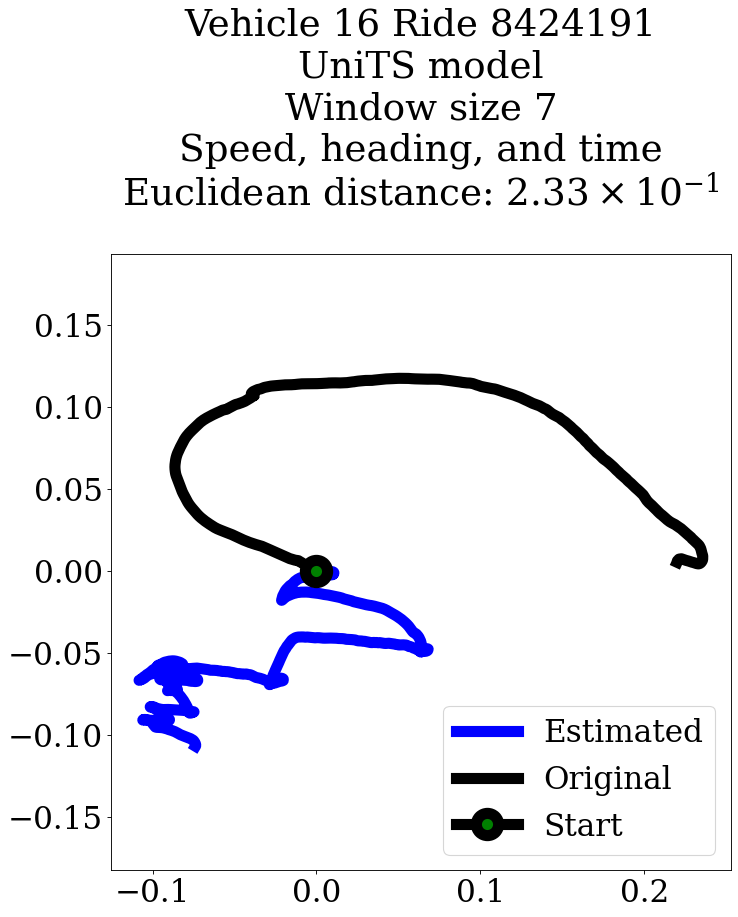 Vehicle 16 Ride 8424191
UniTS model
Window size 7
Speed, heading, and time
Euclidean distance: 2.33 × 10⁻¹
0.15
0.10
0.05
0.00
−0.05
−0.10
−0.15
Estimated
Original
Start
−0.1 0.0 0.1 0.2